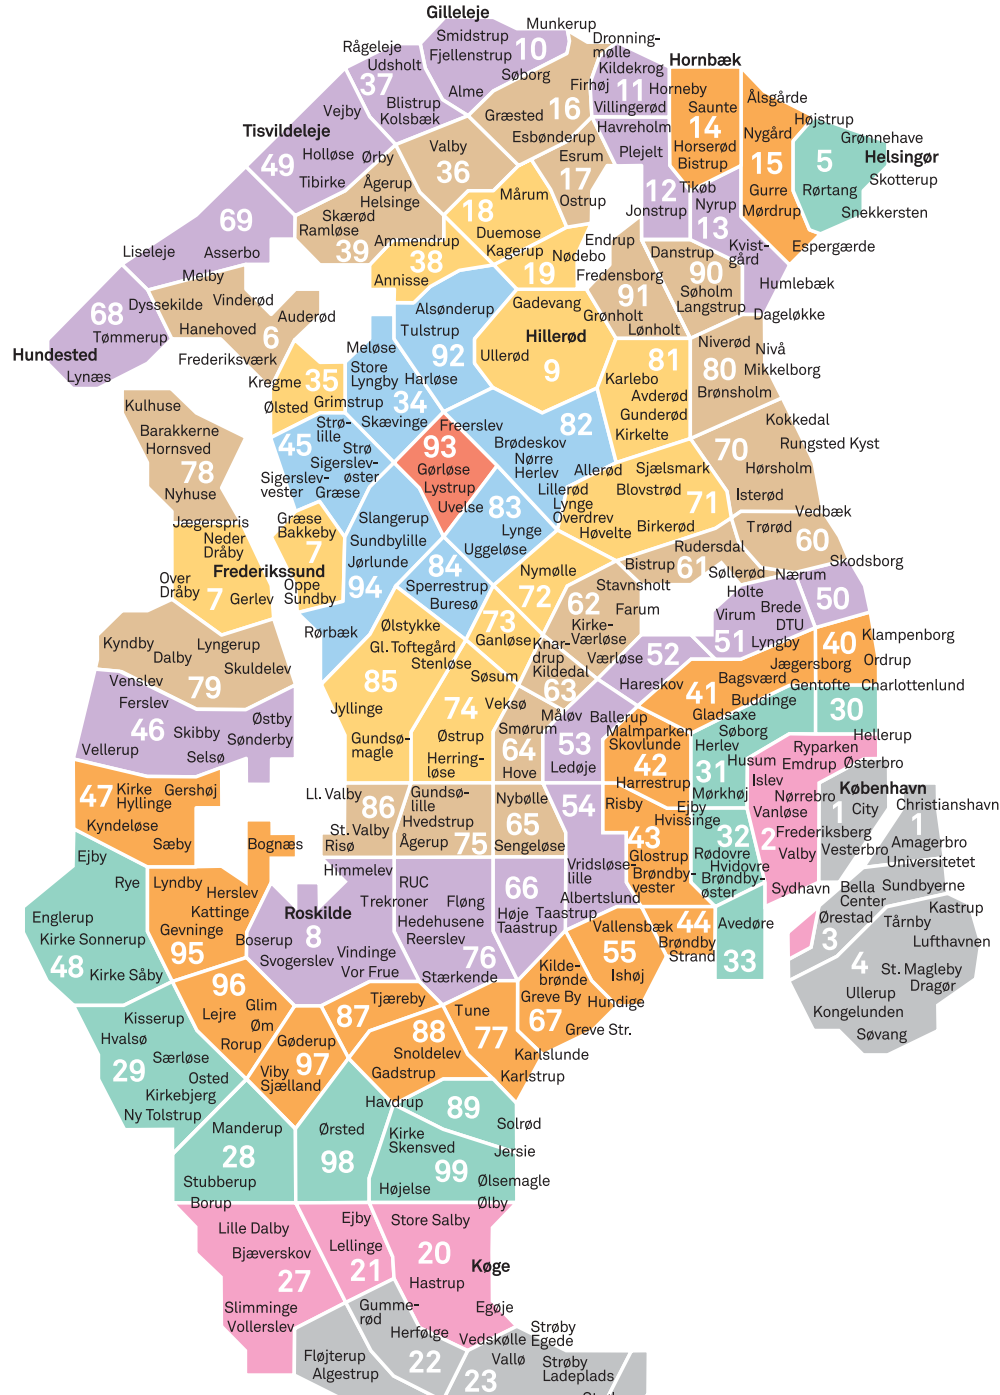 Gilleleje
Munkerup
Smidstrup
Fjellenstrup
10
Søborg
Alme
Rågeleje
Udsholt
37
Blistrup
Kolsbæk
Vejby
Dronning-
mølle
Kildekrog
Firhøj
11
Villingerød
Hornbæk
Horneby
Saunte
14
Horserød
Bistrup
Ålsgårde
Højstrup
Nygård
15
Gurre
Mørdrup
Grønnehave
5
Helsingør
Rørtang
Skotterup
Snekkersten
Espergærde
16
Græsted
Esbønderup
Havreholm
Plejelt
12
Jonstrup
Tikøb
Nyrup
13
Kvist-
gård
Humlebæk
Tisvildeleje
49
Holløse
Ørby
Tibirke
Valby
36
Ågerup
Helsinge
Esrum
17
Ostrup
Mårum
18
Duemose
Kagerup
Skærød
Ramløse
39
Ammendrup
38
Annisse
Nødebo
19
69
Liseleje
Asserbo
Endrup
Fredensborg
91
Grønholt
Lønholt
Danstrup
90
Søholm
Langstrup
Dageløkke
Melby
Dyssekilde
Vinderød
Auderød
Hanehoved
6
Frederiksværk
68
Tømmerup
Hundested
Lynæs
Alsønderup
Tulstrup
92
Harløse
Gadevang
Hillerød
Ullerød
9
81
Karlebo
Avderød
Gunderød
Kirkelte
Niverød
Nivå
80
Mikkelborg
Brønsholm
Meløse
Store
Lyngby
34
Skævinge
Kregme
35
Grimstrup
Ølsted
Kokkedal
Rungsted Kyst
70
Hørsholm
Isterød
Vedbæk
Kulhuse
Barakkerne
Hornsved
78
Nyhuse
Strø-
lille
45
Strø
Sigerslev-
øster
Sigerslev-
vester
Græse
Freerslev
93
Gørløse
Lystrup
Uvelse
82
Brødeskov
Nørre
Herlev
Allerød
Lillerød
Lynge
Overdrev
Høvelte
Sjælsmark
Blovstrød
71
Birkerød
83
Lynge
Uggeløse
Trørød
60
Skodsborg
Jægerspris
Neder
Dråby
Over
Dråby
7
Gerlev
Frederikssund
Græse
Bakkeby
7
Oppe
Sundby
Slangerup
Sundbylille
Jørlunde
94
Rørbæk
84
Sperrestrup
Buresø
Nymølle
72
Bistrup
61
Rudersdal
Søllerød
Nærum
50
Stavnsholt
62
Farum
Kirke-
Værløse
Holte
Virum
Brede
DTU
51
Lyngby
Kyndby
Dalby
Lyngerup
Skuldelev
79
Ølstykke
Gl. Toftegård
Stenløse
85
Jyllinge
Gundsø-
magle
73
Ganløse
Søsum
Knar-
drup
Kildedal
63
Værløse
52
Hareskov
40
Klampenborg
Ordrup
Jægersborg
Bagsværd
41
Gentofte
Charlottenlund
Buddinge
Gladsaxe
30
Hellerup
Venslev
Ferslev
46
Skibby
Østby
Sønderby
Vellerup
Selsø
74
Veksø
Østrup
Herring-
løse
Smørum
64
Hove
Måløv
Ballerup
53
Ledøje
Malmparken
Skovlunde
42
Harrestrup
Søborg
Herlev
Husum
31
Mørkhøj
Ryparken
Emdrup
Østerbro
Islev
Nørrebro
Vanløse
2
Frederiksberg
Valby
Sydhavn
København
1
City
Vesterbro
Christianshavn
1
Amagerbro
Universitetet
47
Kirke
Hyllinge
Gershøj
Kyndeløse
Sæby
Ll. Valby
86
St. Valby
Risø
Gundsø-
lille
Hvedstrup
Ågerup
75
Nybølle
65
Sengeløse
54
Risby
43
Glostrup
Brøndby-
vester
Ejby
Hvissinge
32
Rødovre
Hvidovre
Brøndby-
øster
Bognæs
Himmelev
Ejby
Rye
Lyndby
Herslev
Kattinge
Gevninge
95
Roskilde
8
Boserup
Svogerslev
Vindinge
Vor Frue
RUC
Trekroner
Fløng
Hedehusene
Reerslev
76
Stærkende
66
Høje
Taastrup
Taastrup
Vridsløse-
lille
Albertslund
Vallensbæk
55
Ishøj
44
Brøndby
Strand
Avedøre
33
Bella
Center
Sundbyerne
Ørestad
3
Tårnby
Kastrup
Lufthavnen
4
St. Magleby
Dragør
Ullerup
Kongelunden
Søvang
Englerup
Kirke Sonnerup
48
Kirke Såby
96
Lejre
Glim
Øm
Rorup
87
Tjæreby
Kilde-
brønde
Greve By
Hundige
67
Greve Str.
Kisserup
Hvalsø
29
Særløse
Osted
Kirkebjerg
Ny Tolstrup
Gøderup
97
Viby
Sjælland
88
Snoldelev
Gadstrup
Tune
77
Karlslunde
Karlstrup
Havdrup
89
Solrød
Jersie
Manderup
28
Stubberup
Borup
Ørsted
98
Kirke
Skensved
99
Højelse
Ølsemagle
Ølby
Lille Dalby
Bjæverskov
27
Slimminge
Vollerslev
Ejby
Lellinge
21
Store Salby
20
Køge
Hastrup
Egøje
Gumme-
rød
Herfølge
22
Fløjterup
Algestrup
Vedskølle
Vallø
23
Strøby
Egede
Strøby
Ladeplads